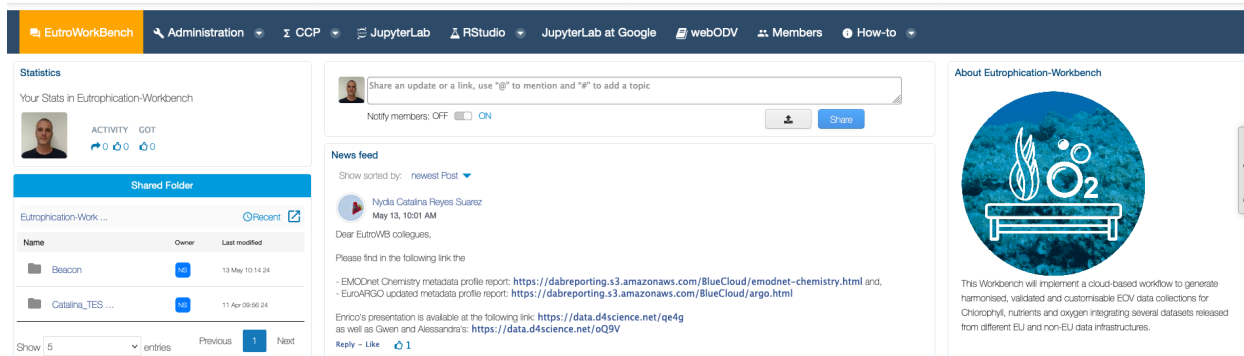 EutroWorkBench Administration Σ CCP JupyterLab RStudio JupyterLab at Google webODV Members How-to
Statistics
Your Stats in Eutrophication-Workbench
ACTIVITY GOT
0 0 0
Shared Folder
Eutrophication-Work ... Recent
Name Owner Last modified
Beacon NS 13 May 10:14 24
Catalina_TES ... NS 11 Apr 09:56 24
Show 5 entries Previous 1 Next
Share an update or a link, use "@" to mention and "#" to add a topic
Notify members: OFF ON Share
News feed
Show sorted by: newest Post
Nydia Catalina Reyes Suarez
May 13, 10:01 AM
Dear EutroWB collegues,
Please find in the following link the
- EMODnet Chemistry metadata profile report: https://dabreporting.s3.amazonaws.com/BlueCloud/emodnet-chemistry.html and,
- EuroARGO updated metadata profile report: https://dabreporting.s3.amazonaws.com/BlueCloud/argo.html
Enrico's presentation is available at the following link: https://data.d4science.net/qe4g
as well as Gwen and Alessandra's: https://data.d4science.net/oQ9V
Reply - Like 1
About Eutrophication-Workbench
O2
This Workbench will implement a cloud-based workflow to generate
harmonised, validated and customisable EOV data collections for
Chlorophyll, nutrients and oxygen integrating several datasets released
from different EU and non-EU data infrastructures.